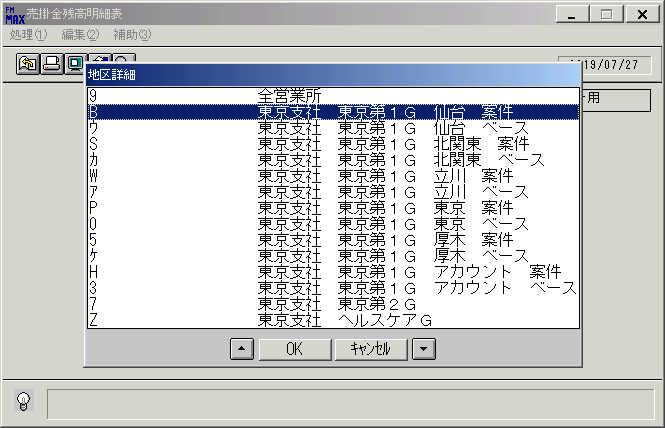 FM MAX 売掛金残高明細表
処理(1) 編集(2) 補助(3)
19/07/27
地区詳細
用
9 全営業所
B 東京支社 東京第1G 仙台 案件
ウ 東京支社 東京第1G 仙台 ベース
S 東京支社 東京第1G 北関東 案件
カ 東京支社 東京第1G 北関東 ベース
W 東京支社 東京第1G 立川 案件
ア 東京支社 東京第1G 立川 ベース
P 東京支社 東京第1G 東京 案件
0 東京支社 東京第1G 東京 ベース
5 東京支社 東京第1G 厚木 案件
ケ 東京支社 東京第1G 厚木 ベース
H 東京支社 東京第1G アカウント 案件
3 東京支社 東京第1G アカウント ベース
7 東京支社 東京第2G
Z 東京支社 ヘルスケアG
OK キャンセル